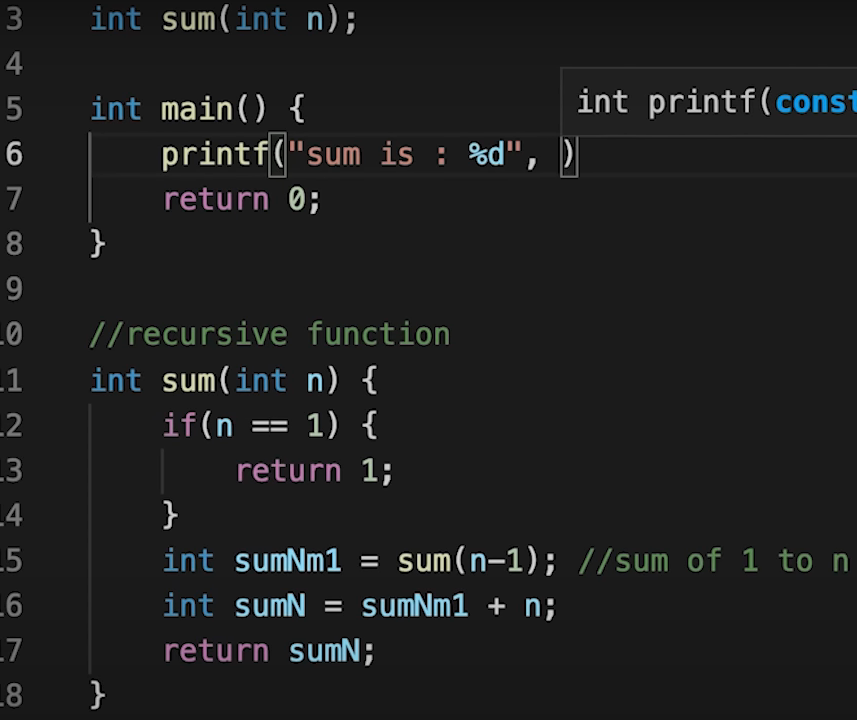 3 int sum(int n);
4
5 int main() {
int printf(const
6 printf("sum is : %d", )
7 return 0;
8 }
9
10 //recursive function
11 int sum(int n) {
12 if(n == 1) {
13 return 1;
14 }
15 int sumNm1 = sum(n-1); //sum of 1 to n
16 int sumN = sumNm1 + n;
17 return sumN;
18 }